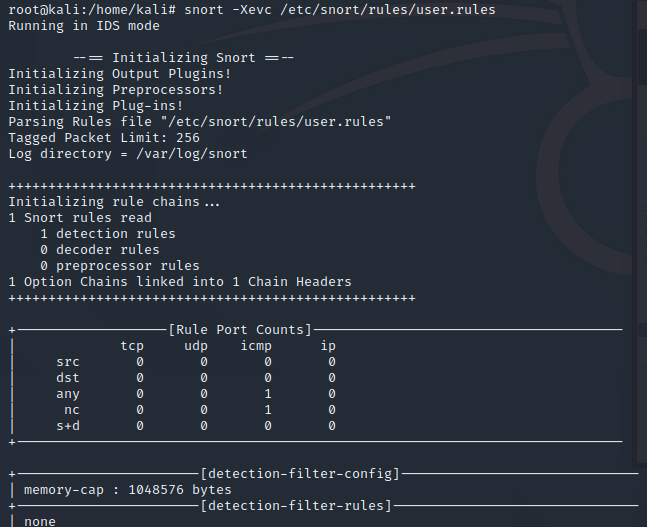 root@kali:/home/kali# snort -Xevc /etc/snort/rules/user.rules
Running in IDS mode
--== Initializing Snort ==--
Initializing Output Plugins!
Initializing Preprocessors!
Initializing Plug-ins!
Parsing Rules file "/etc/snort/rules/user.rules"
Tagged Packet Limit: 256
Log directory = /var/log/snort
+++++++++++++++++++++++++++++++++++++++++++++++++++
Initializing rule chains...
1 Snort rules read
1 detection rules
0 decoder rules
0 preprocessor rules
1 Option Chains linked into 1 Chain Headers
+++++++++++++++++++++++++++++++++++++++++++++++++++
+-------------------[Rule Port Counts]---------------------------------------
| tcp udp icmp ip
| src 0 0 0 0
| dst 0 0 0 0
| any 0 0 1 0
| nc 0 0 1 0
| s+d 0 0 0 0
+----------------------------------------------------------------------------
+-----------------------[detection-filter-config]------------------------------
| memory-cap : 1048576 bytes
+-----------------------[detection-filter-rules]-------------------------------
| none